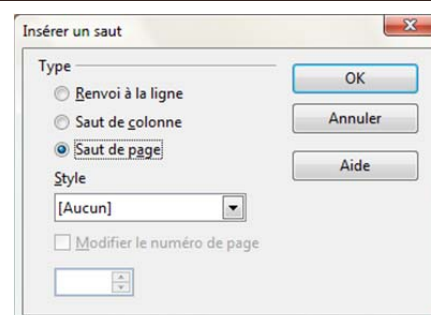 Insérer un saut
Type
Renvoi à la ligne
Saut de colonne
Saut de page
Style
[Aucun]
Modifier le numéro de page
OK
Annuler
Aide